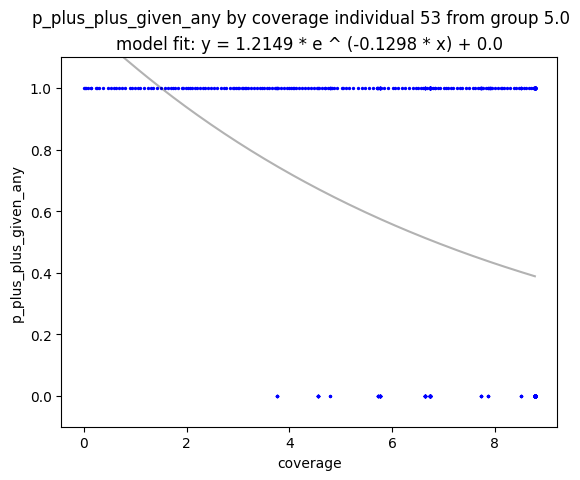 p_plus_plus_given_any by coverage individual 53 from group 5.0
model fit: y = 1.2149 * e ^ (-0.1298 * x) + 0.0
1.0
0.8
0.6
0.4
0.2
0.0
p_plus_plus_given_any
0 2 4 6 8
coverage